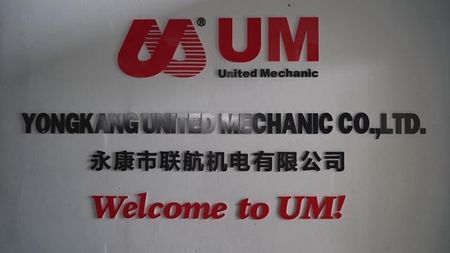 UM
United Mechanic
YONGKANG UNITED MECHANIC CO.,LTD.
永康市联航机电有限公司
Welcome to UM!